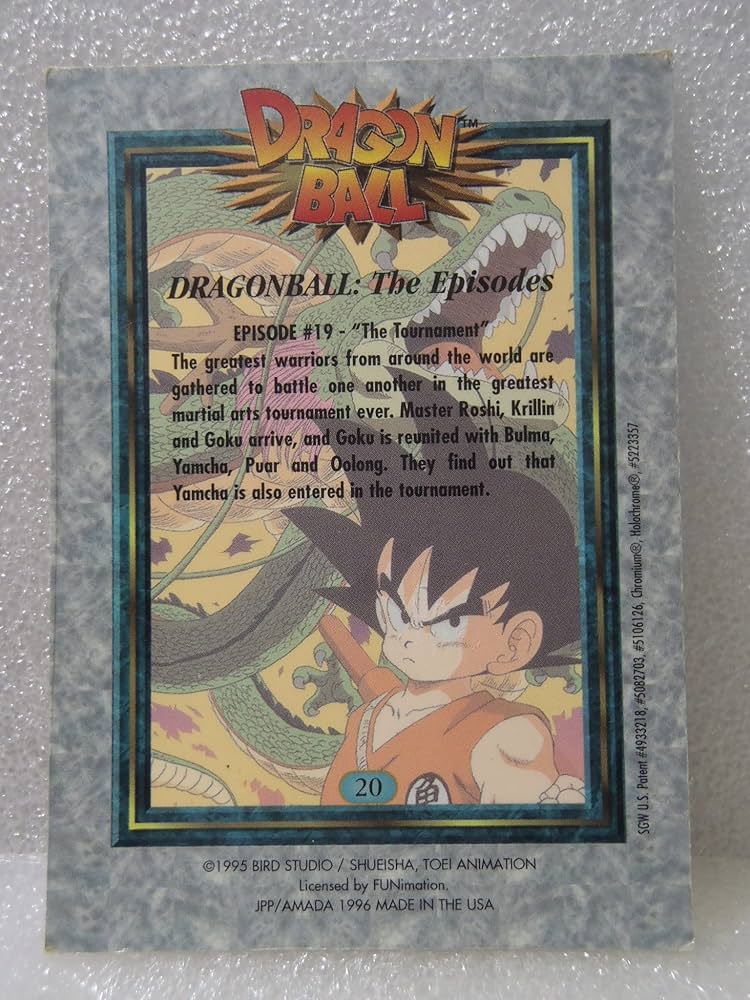 DRAGON™
BALL
DRAGONBALL: The Episodes
EPISODE #19 - "The Tournament"
The greatest warriors from around the world are
gathered to battle one another in the greatest
martial arts tournament ever. Master Roshi, Krillin
and Goku arrive, and Goku is reunited with Bulma,
Yamcha, Puar and Oolong. They find out that
Yamcha is also entered in the tournament.
亀
20
SGW U.S. Patent #4933218, #5082703, #5106126, Chromium®, Holochrome®, #5223357
©1995 BIRD STUDIO / SHUEISHA, TOEI ANIMATION
Licensed by FUNimation.
JPP/AMADA 1996 MADE IN THE USA